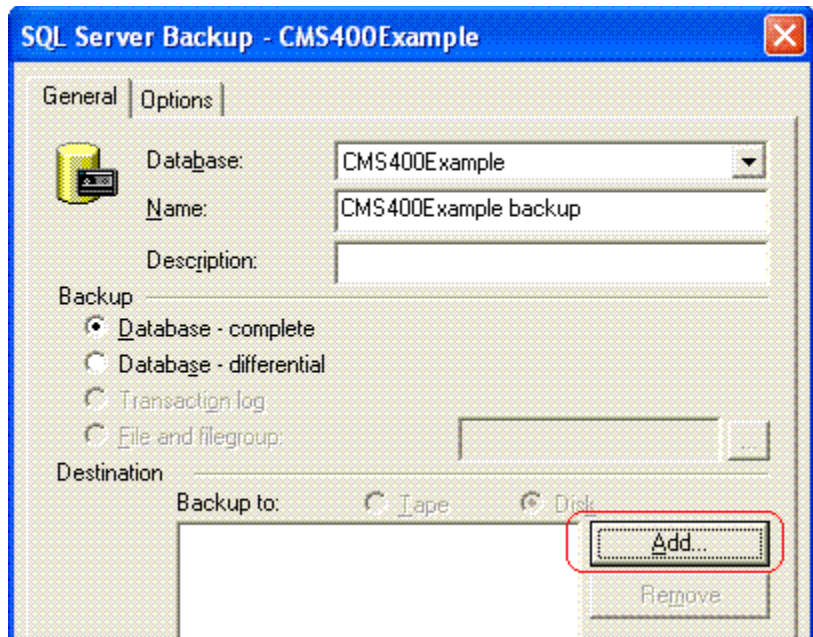 SQL Server Backup - CMS400Example
General Options
Database: CMS400Example
Name: CMS400Example backup
Description:
Backup
Database - complete
Database - differential
Transaction log
File and filegroup: ...
Destination
Backup to: Tape Disk
Add...
Remove